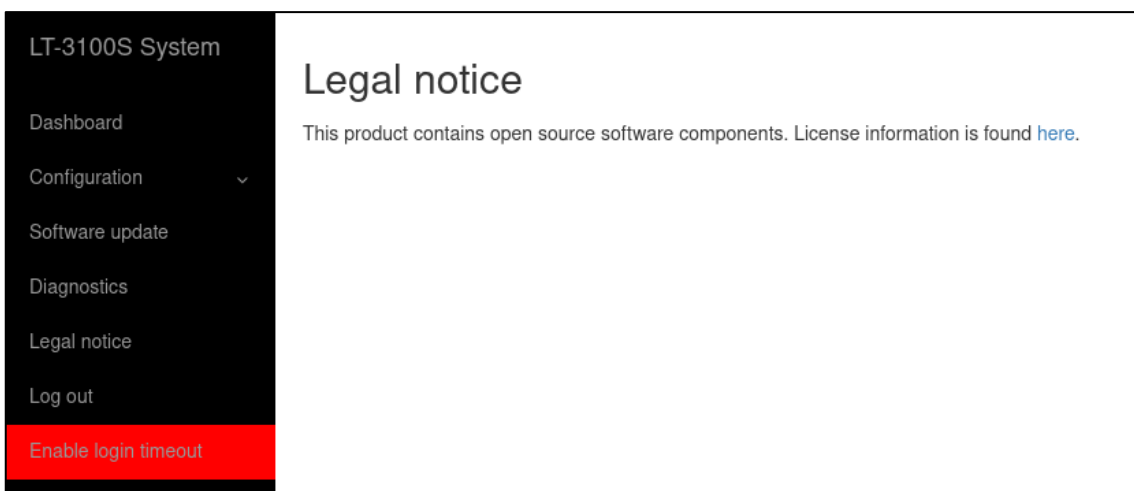 LT-3100S System
Dashboard
Configuration
Software update
Diagnostics
Legal notice
Log out
Enable login timeout
Legal notice
This product contains open source software components. License information is found here.